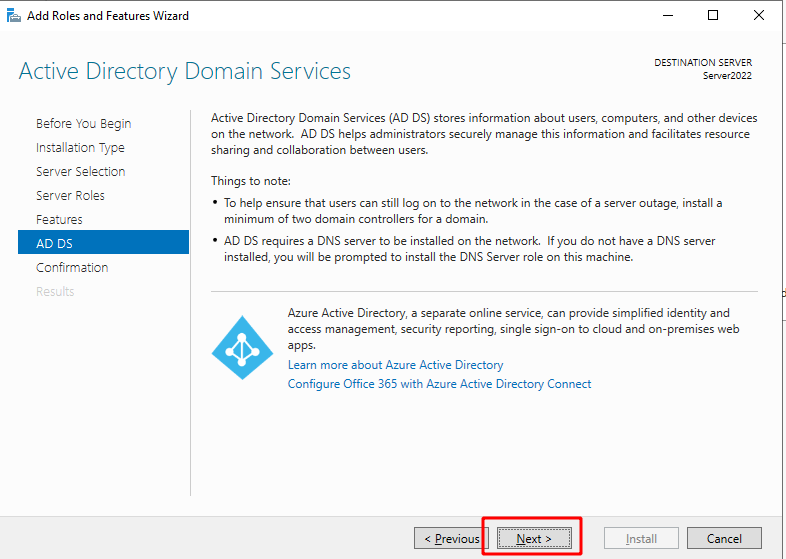 Add Roles and Features Wizard
Active Directory Domain Services
DESTINATION SERVER
Server2022
Before You Begin
Installation Type
Server Selection
Server Roles
Features
AD DS
Confirmation
Results
Active Directory Domain Services (AD DS) stores information about users, computers, and other devices
on the network. AD DS helps administrators securely manage this information and facilitates resource
sharing and collaboration between users.
Things to note:
• To help ensure that users can still log on to the network in the case of a server outage, install a
minimum of two domain controllers for a domain.
• AD DS requires a DNS server to be installed on the network. If you do not have a DNS server
installed, you will be prompted to install the DNS Server role on this machine.
Azure Active Directory, a separate online service, can provide simplified identity and
access management, security reporting, single sign-on to cloud and on-premises web
apps.
Learn more about Azure Active Directory
Configure Office 365 with Azure Active Directory Connect
< Previous
Next >
Install
Cancel